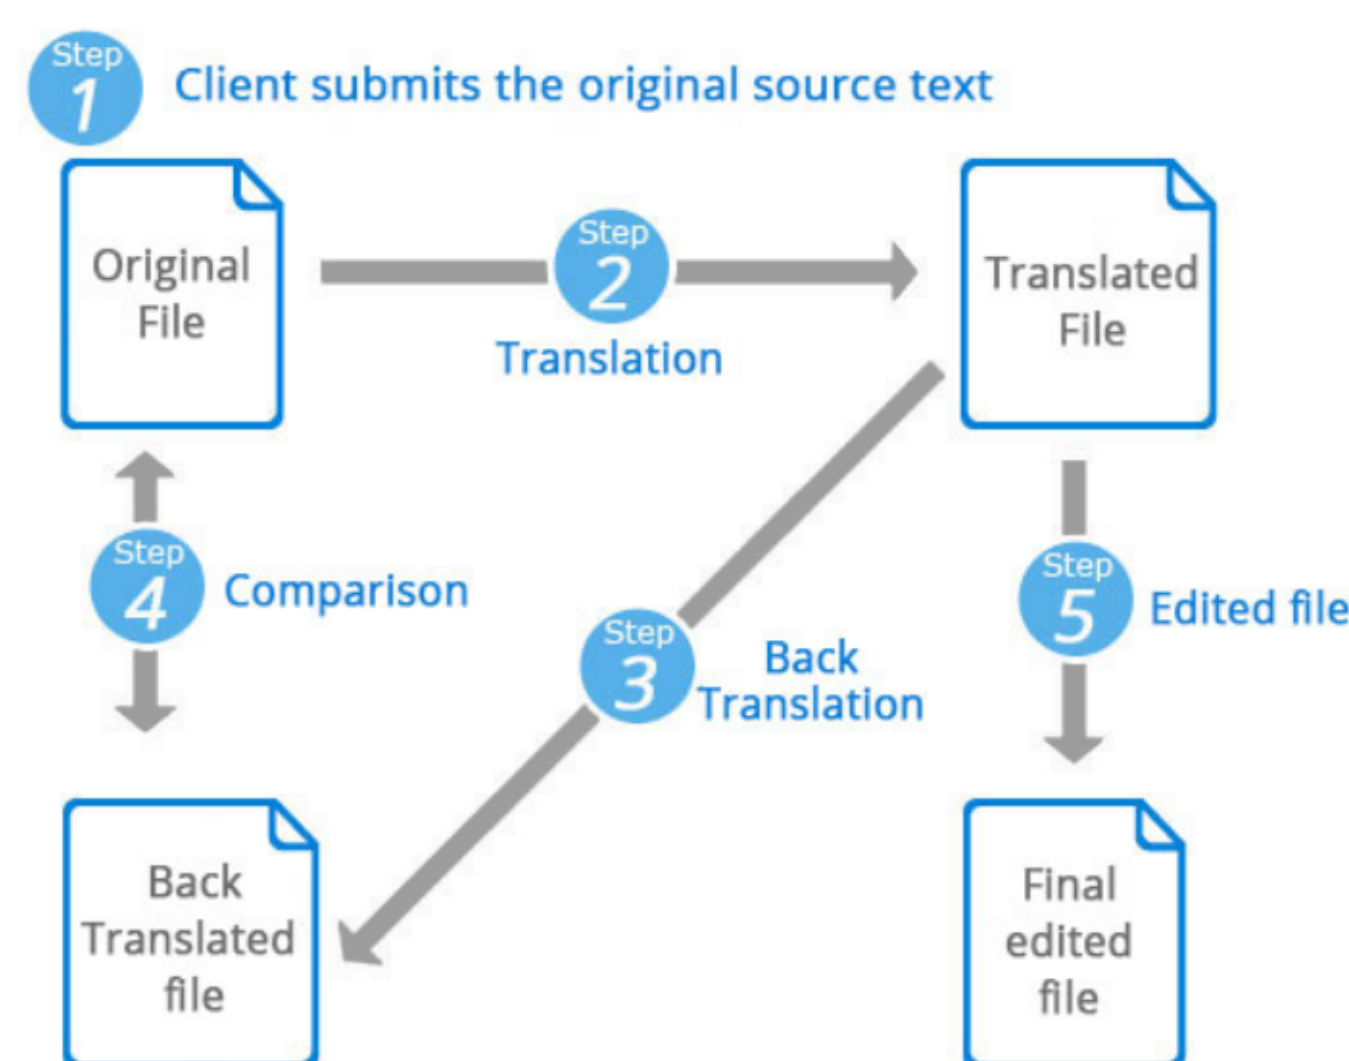 Step
1
Client submits the original source text
Original
File
Step
2
Translation
Translated
File
Step
4
Comparison
Step
3
Back
Translation
Step
5
Edited file
Back
Translated
file
Final
edited
file